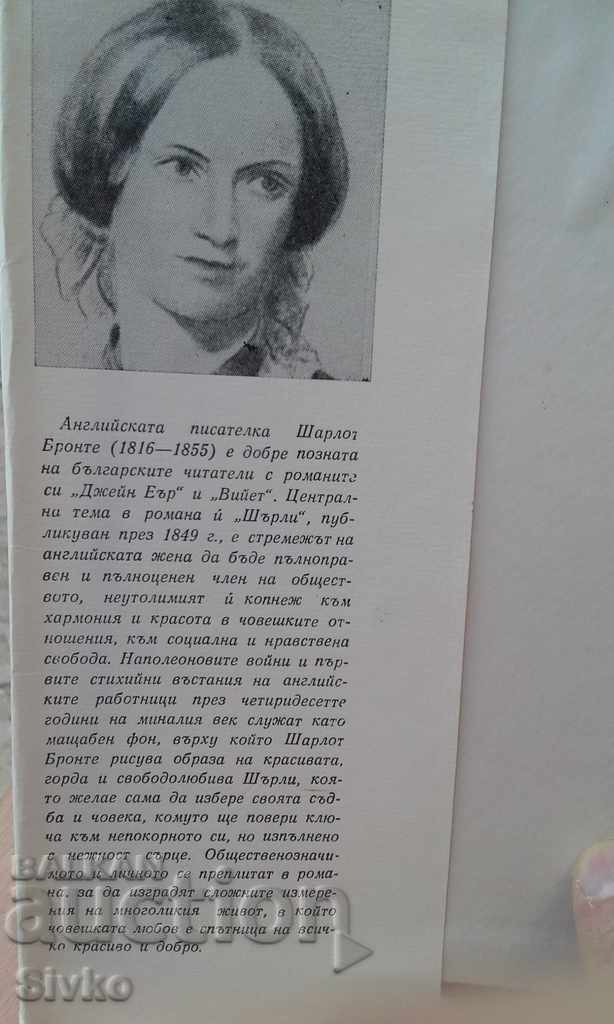 Английската писателка Шарлот
Бронте (1816—1855) е добре позната
на българските читатели с романите
си „Джейн Еър“ и „Вийет“. Централ-
на тема в романа ѝ „Шърли“, пуб-
ликуван през 1849 г., е стремежът на
английската жена да бъде пълнопра-
вен и пълноценен член на общест-
вото, неутолимият ѝ копнеж към
хармония и красота в човешките от-
ношения, към социална и нравствена
свобода. Наполеоновите войни и пър-
вите стихийни въстания на английс-
ките работници през четиридесетте
години на миналия век служат като
мащабен фон, върху който Шарлот
Бронте рисува образа на красивата,
горда и свободолюбива Шърли, коя-
то желае сама да избере своята съд-
ба и човека, комуто ще повери клю-
ча към непокорното си, но изпълнено
с нежност сърце. Общественозначи-
мото и личното се преплитат в рома-
на, за да изградят сложните измере-
ния на многоликия живот, в който
човешката любов е спътница на всич-
ко красиво и добро.
BALKAN
auction
Sivko